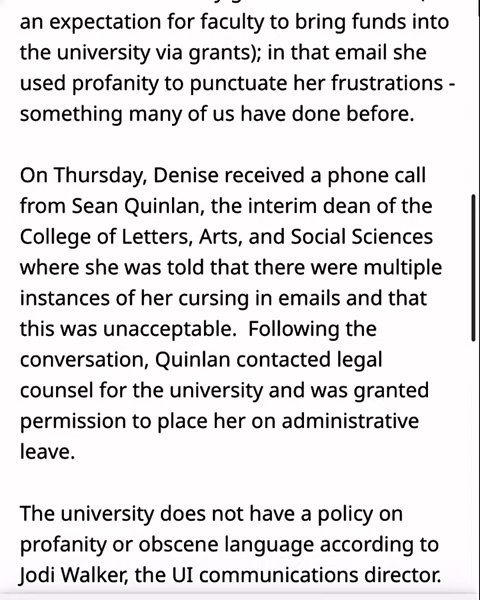 an expectation for faculty to bring funds into
the university via grants); in that email she
used profanity to punctuate her frustrations -
something many of us have done before.
On Thursday, Denise received a phone call
from Sean Quinlan, the interim dean of the
College of Letters, Arts, and Social Sciences
where she was told that there were multiple
instances of her cursing in emails and that
this was unacceptable.  Following the
conversation, Quinlan contacted legal
counsel for the university and was granted
permission to place her on administrative
leave.
The university does not have a policy on
profanity or obscene language according to
Jodi Walker, the UI communications director.